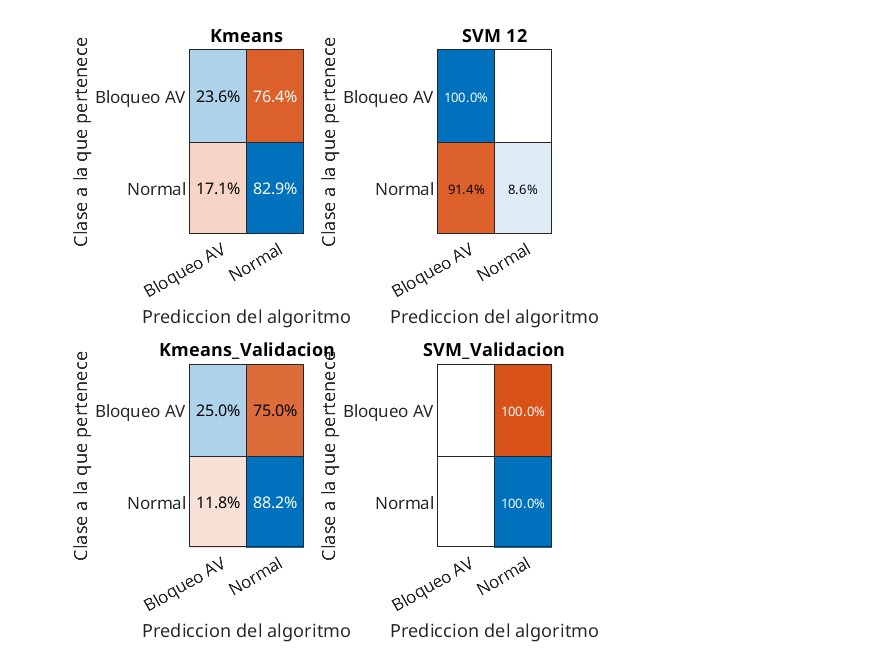 Kmeans
Clase a la que pertenece
Bloqueo AV
23.6%
76.4%
Normal
17.1%
82.9%
Bloqueo AV
Normal
Prediccion del algoritmo
SVM 12
Clase a la que pertenece
Bloqueo AV
100.0%
Normal
91.4%
8.6%
Bloqueo AV
Normal
Prediccion del algoritmo
Kmeans_Validacion
Clase a la que pertenece
Bloqueo AV
25.0%
75.0%
Normal
11.8%
88.2%
Bloqueo AV
Normal
Prediccion del algoritmo
SVM_Validacion
Clase a la que pertenece
Bloqueo AV
100.0%
Normal
100.0%
Bloqueo AV
Normal
Prediccion del algoritmo